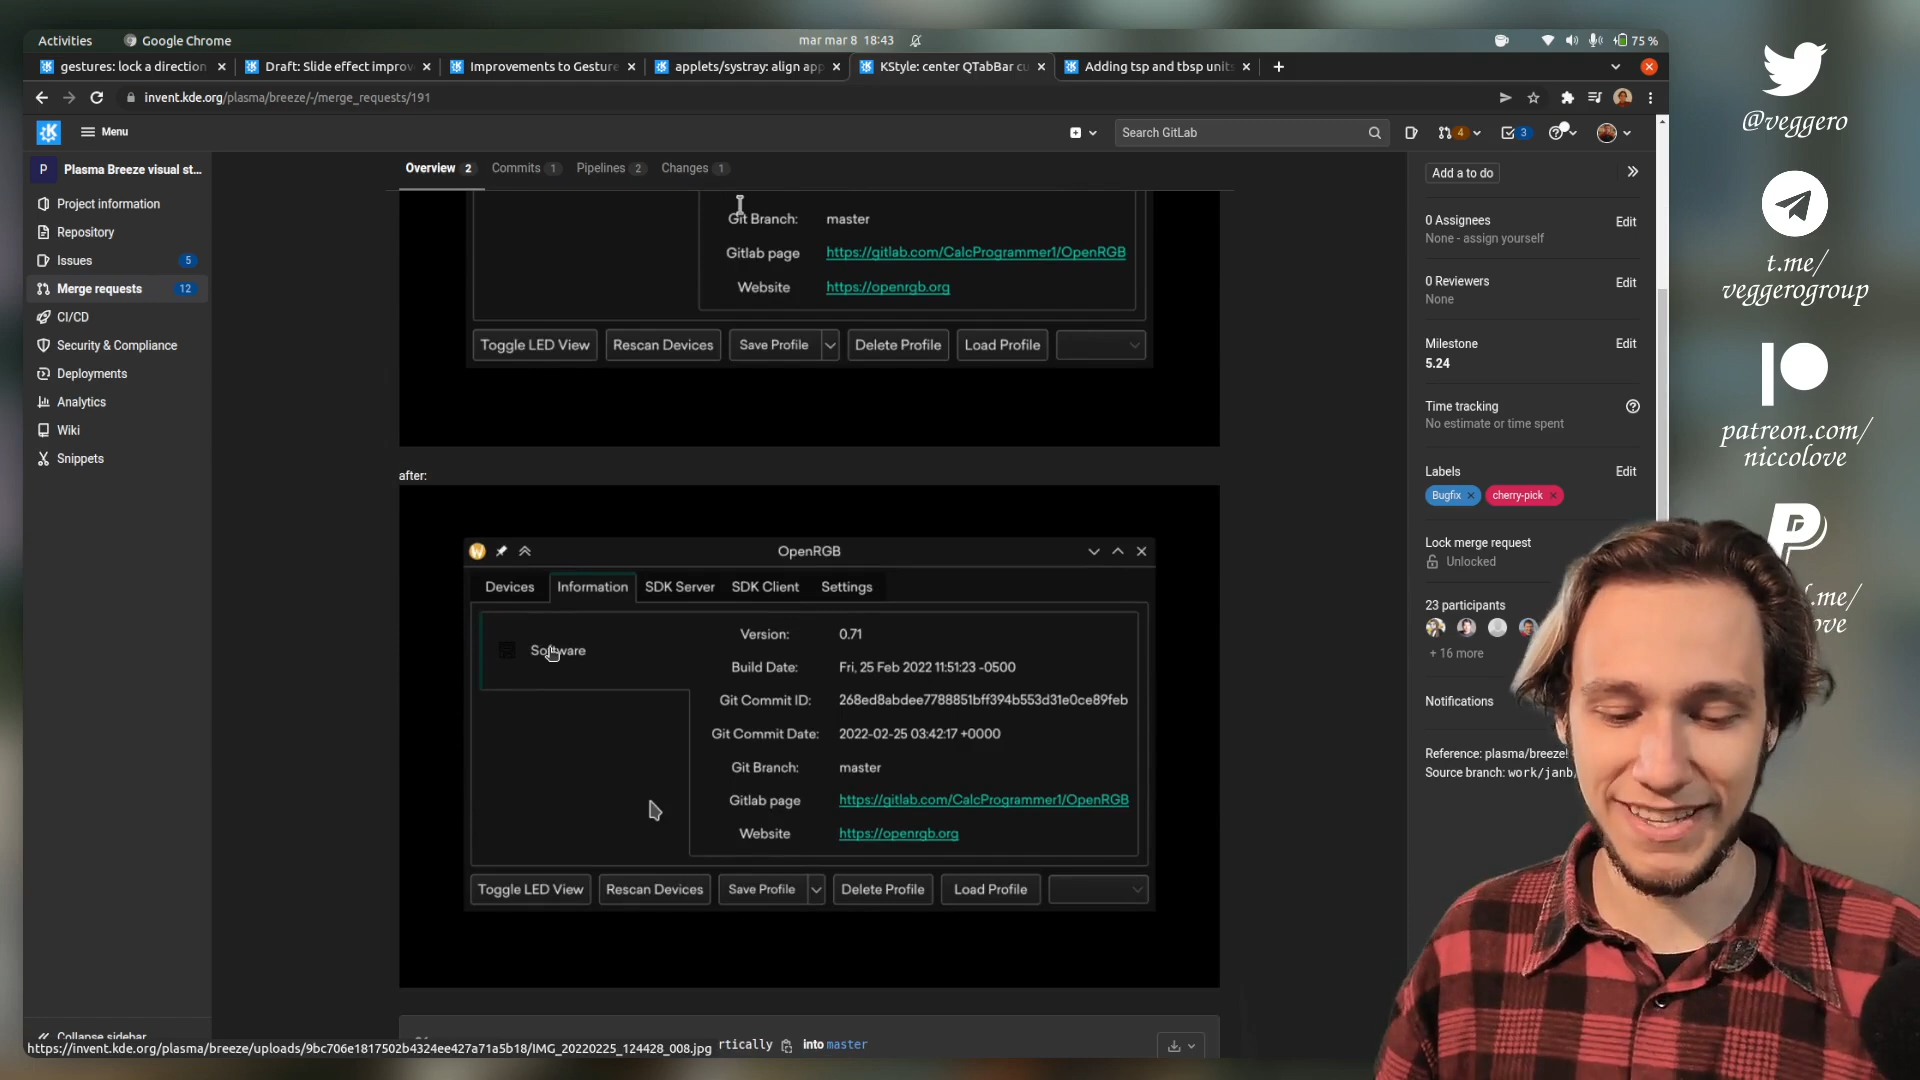 Activities
Google Chrome
mar mar 8 18:43
75 %
gestures: lock a direction
Draft: Slide effect improv
Improvements to Gesture
applets/systray: align app
KStyle: center QTabBar cu
Adding tsp and tbsp units
invent.kde.org/plasma/breeze/-/merge_requests/191
Menu
Search GitLab
4
3
P
Plasma Breeze visual st...
Project information
Repository
Issues 5
Merge requests 12
CI/CD
Security & Compliance
Deployments
Analytics
Wiki
Snippets
Collapse sidebar
Overview 2
Commits 1
Pipelines 2
Changes 1
Git Branch: master
Gitlab page https://gitlab.com/CalcProgrammer1/OpenRGB
Website https://openrgb.org
Toggle LED View
Rescan Devices
Save Profile
Delete Profile
Load Profile
after:
OpenRGB
Devices
Information
SDK Server
SDK Client
Settings
Software
Version: 0.71
Build Date: Fri, 25 Feb 2022 11:51:23 -0500
Git Commit ID: 268ed8abdee7788851bff394b553d31e0ce89feb
Git Commit Date: 2022-02-25 03:42:17 +0000
Git Branch: master
Gitlab page https://gitlab.com/CalcProgrammer1/OpenRGB
Website https://openrgb.org
Toggle LED View
Rescan Devices
Save Profile
Delete Profile
Load Profile
rtically into master
https://invent.kde.org/plasma/breeze/uploads/9bc706e1817502b4324ee427a71a5b18/IMG_20220225_124428_008.jpg
Add a to do
0 Assignees Edit
None - assign yourself
0 Reviewers Edit
None
Milestone Edit
5.24
Time tracking
No estimate or time spent
Labels Edit
Bugfix
cherry-pick
Lock merge request
Unlocked
23 participants
+ 16 more
Notifications
Reference: plasma/breeze!
Source branch: work/janb/
@veggero
t.me/
veggerogroup
patreon.com/
niccolove
.me/
ove